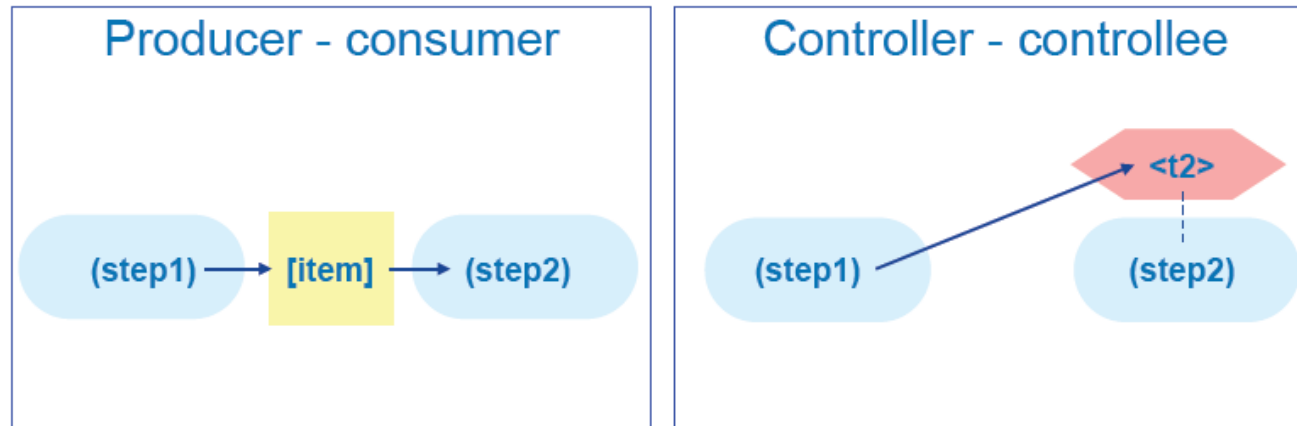 Producer - consumer
(step1)
[item]
(step2)
Controller - controllee
<t2>
(step1)
(step2)